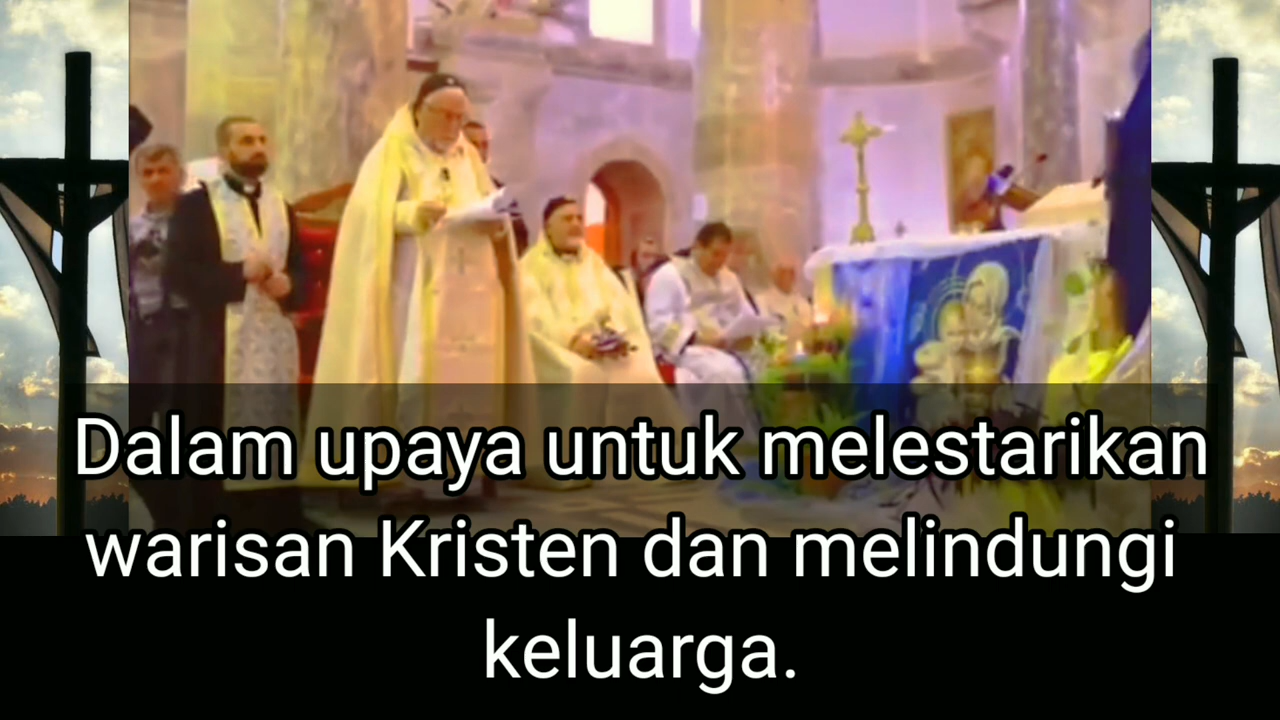 Dalam upaya untuk melestarikan
warisan Kristen dan melindungi
keluarga.